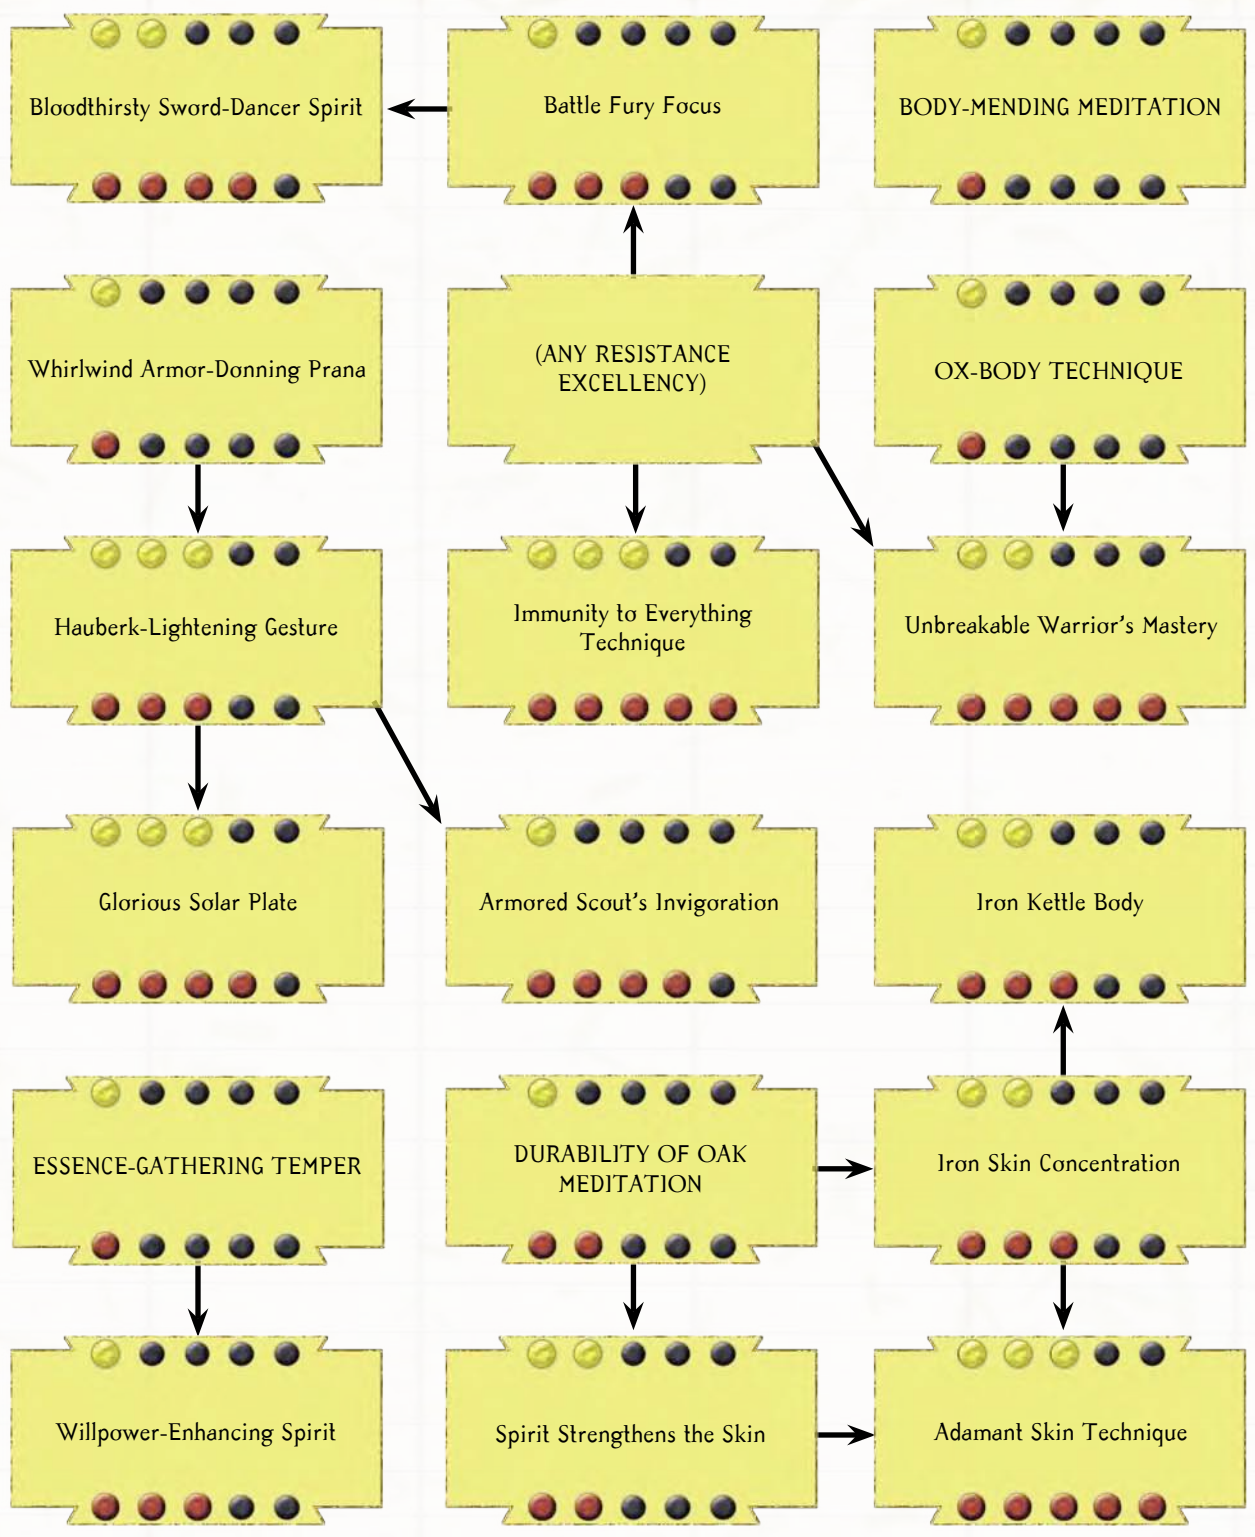 Bloodthirsty Sword-Dancer Spirit
Battle Fury Focus
BODY-MENDING MEDITATION
Whirlwind Armor-Donning Prana
(ANY RESISTANCE
EXCELLENCY)
OX-BODY TECHNIQUE
Hauberk-Lightening Gesture
Immunity to Everything
Technique
Unbreakable Warrior's Mastery
Glorious Solar Plate
Armored Scout's Invigoration
Iron Kettle Body
ESSENCE-GATHERING TEMPER
DURABILITY OF OAK
MEDITATION
Iron Skin Concentration
Willpower-Enhancing Spirit
Spirit Strengthens the Skin
Adamant Skin Technique